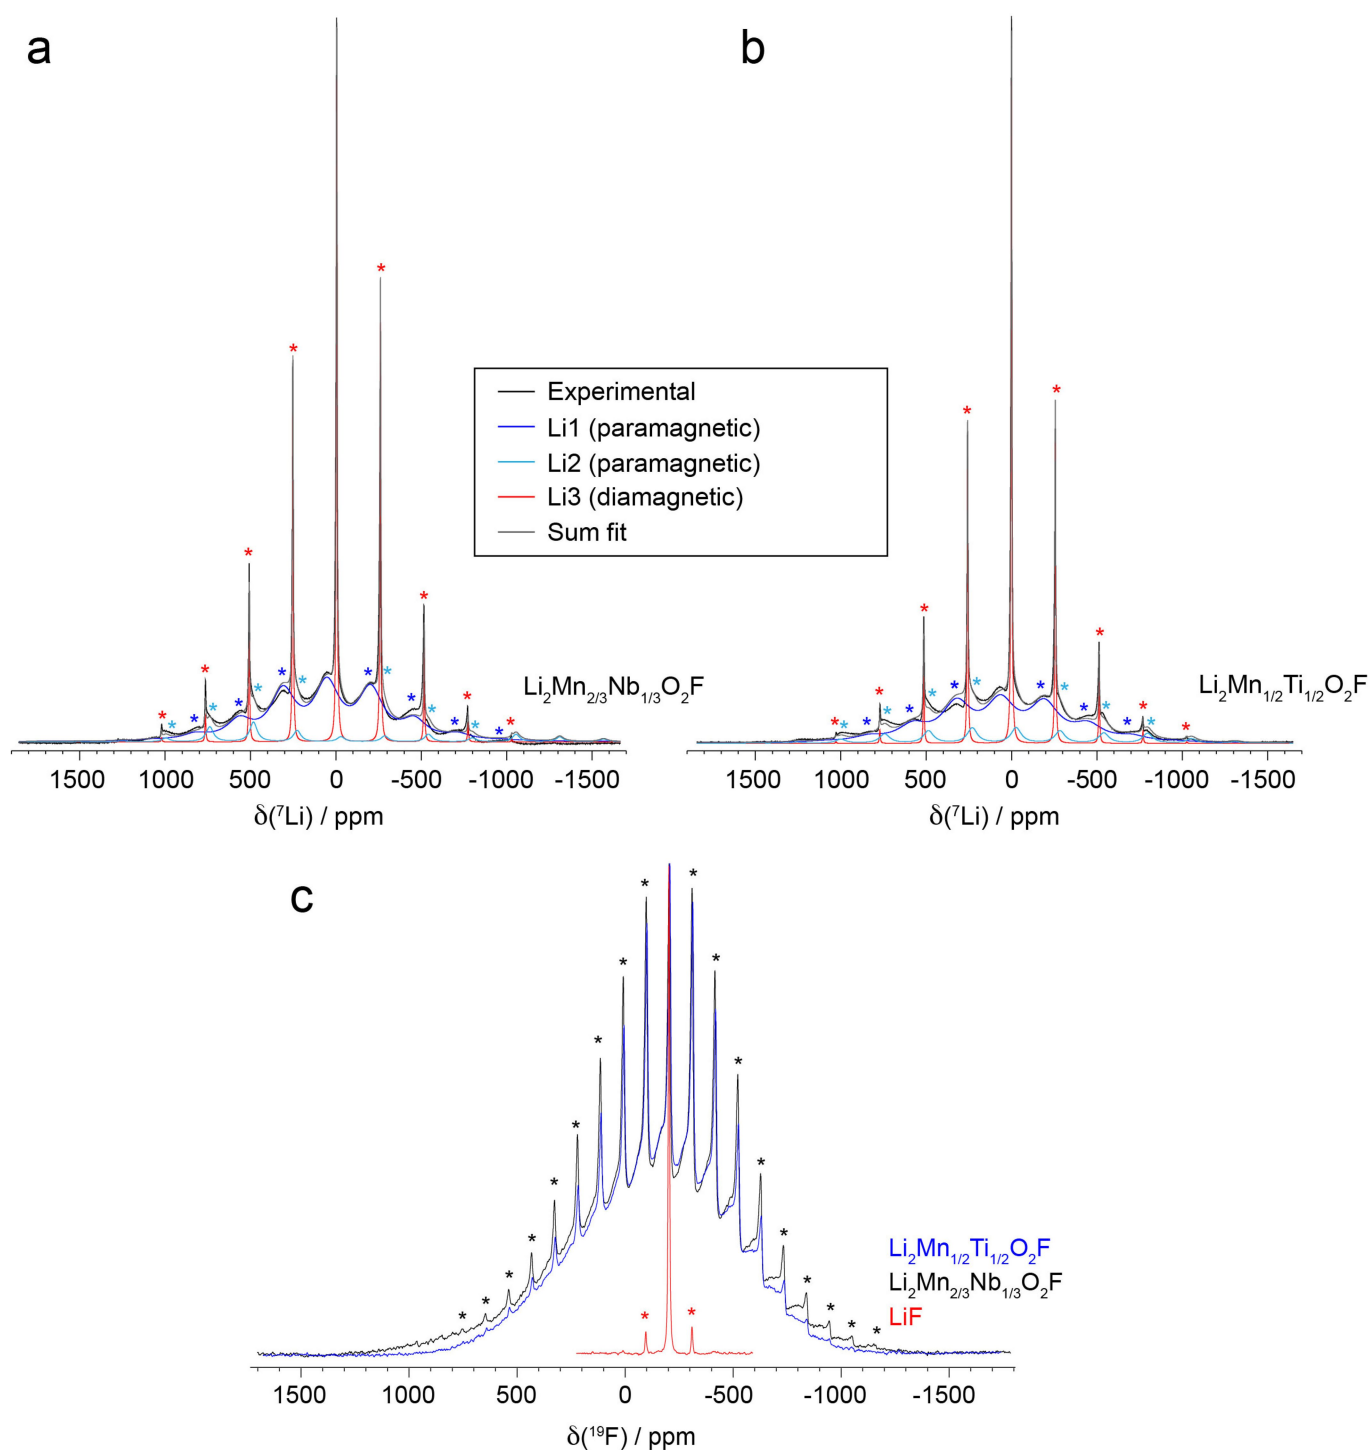 a
b
Experimental
Li1 (paramagnetic)
Li2 (paramagnetic)
Li3 (diamagnetic)
Sum fit
Li₂Mn₂/₃Nb₁/₃O₂F
Li₂Mn₁/₂Ti₁/₂O₂F
1500 1000 500 0 -500 -1000 -1500
δ(⁷Li) / ppm
1500 1000 500 0 -500 -1000 -1500
δ(⁷Li) / ppm
c
Li₂Mn₁/₂Ti₁/₂O₂F
Li₂Mn₂/₃Nb₁/₃O₂F
LiF
1500 1000 500 0 -500 -1000 -1500
δ(¹⁹F) / ppm